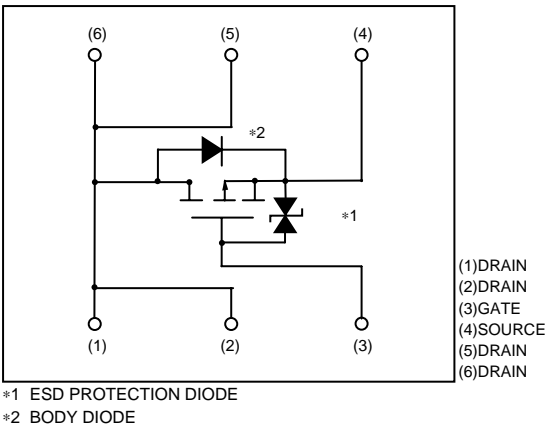 (6) (5) (4)
∗2
∗1
(1) (2) (3)
(1)DRAIN
(2)DRAIN
(3)GATE
(4)SOURCE
(5)DRAIN
(6)DRAIN
∗1 ESD PROTECTION DIODE
∗2 BODY DIODE